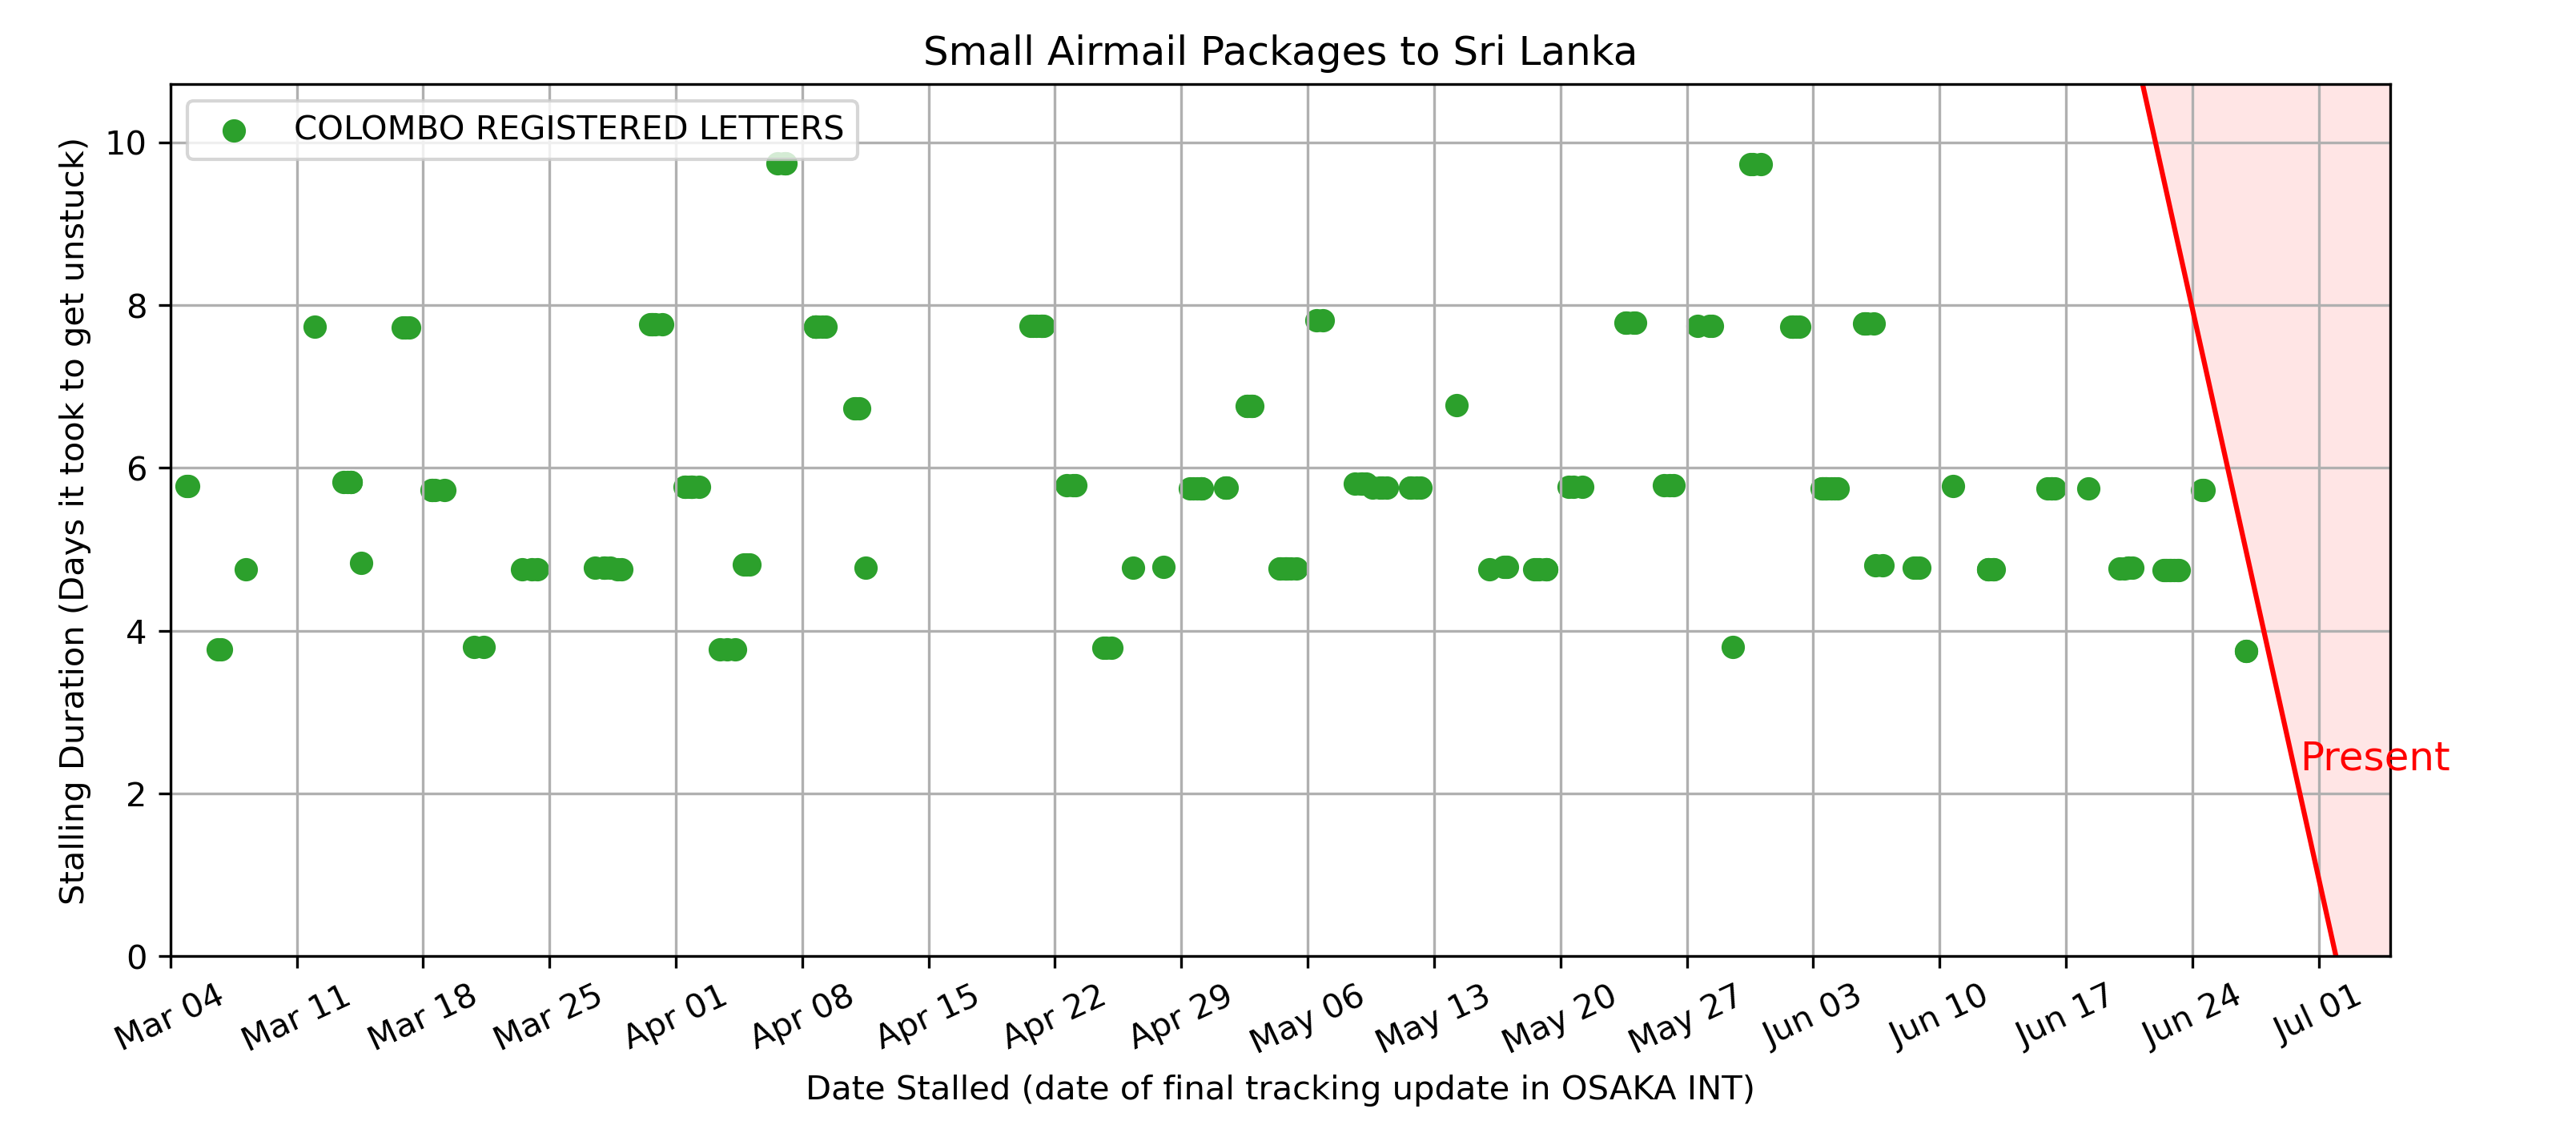 Small Airmail Packages to Sri Lanka
COLOMBO REGISTERED LETTERS
Stalling Duration (Days it took to get unstuck)
10
8
6
4
2
0
Present
Mar 04 Mar 11 Mar 18 Mar 25 Apr 01 Apr 08 Apr 15 Apr 22 Apr 29 May 06 May 13 May 20 May 27 Jun 03 Jun 10 Jun 17 Jun 24 Jul 01
Date Stalled (date of final tracking update in OSAKA INT)